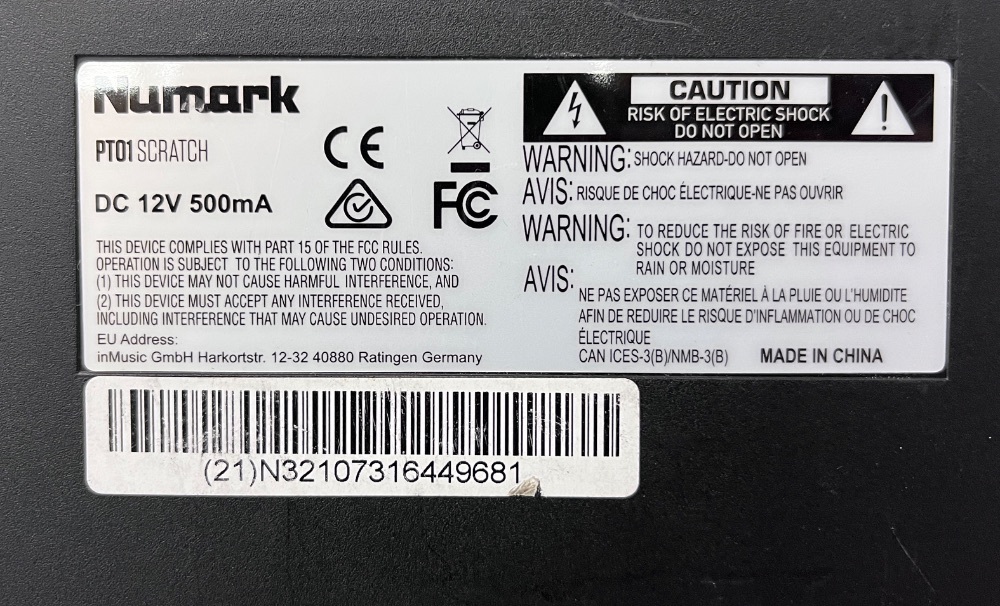 Numark
PT01 SCRATCH
DC 12V 500mA
THIS DEVICE COMPLIES WITH PART 15 OF THE FCC RULES.
OPERATION IS SUBJECT TO THE FOLLOWING TWO CONDITIONS:
(1) THIS DEVICE MAY NOT CAUSE HARMFUL INTERFERENCE, AND
(2) THIS DEVICE MUST ACCEPT ANY INTERFERENCE RECEIVED,
INCLUDING INTERFERENCE THAT MAY CAUSE UNDESIRED OPERATION.
EU Address:
inMusic GmbH Harkortstr. 12-32 40880 Ratingen Germany
CE
FC
CAUTION
RISK OF ELECTRIC SHOCK
DO NOT OPEN
WARNING: SHOCK HAZARD-DO NOT OPEN
AVIS: RISQUE DE CHOC ÉLECTRIQUE-NE PAS OUVRIR
WARNING: TO REDUCE THE RISK OF FIRE OR ELECTRIC
SHOCK DO NOT EXPOSE THIS EQUIPMENT TO
RAIN OR MOISTURE
AVIS:
NE PAS EXPOSER CE MATÉRIEL À LA PLUIE OU L'HUMIDITE
AFIN DE REDUIRE LE RISQUE D'INFLAMMATION OU DE CHOC
ÉLECTRIQUE
CAN ICES-3(B)/NMB-3(B) MADE IN CHINA
(21)N32107316449681